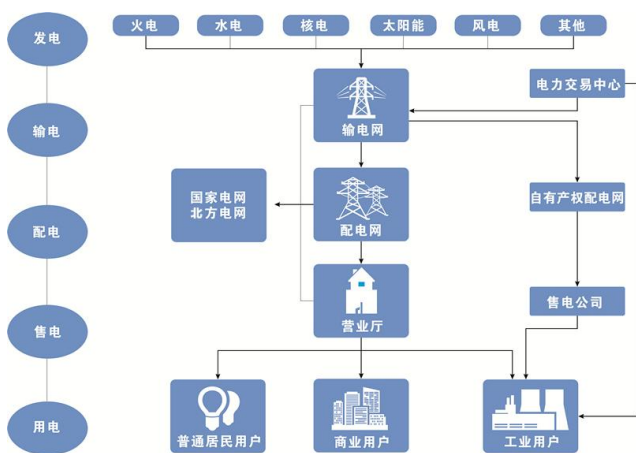 发电
火电
水电
核电
太阳能
风电
其他
输电
输电网
电力交易中心
配电
国家电网
北方电网
配电网
自有产权配电网
售电
营业厅
售电公司
用电
普通居民用户
商业用户
工业用户